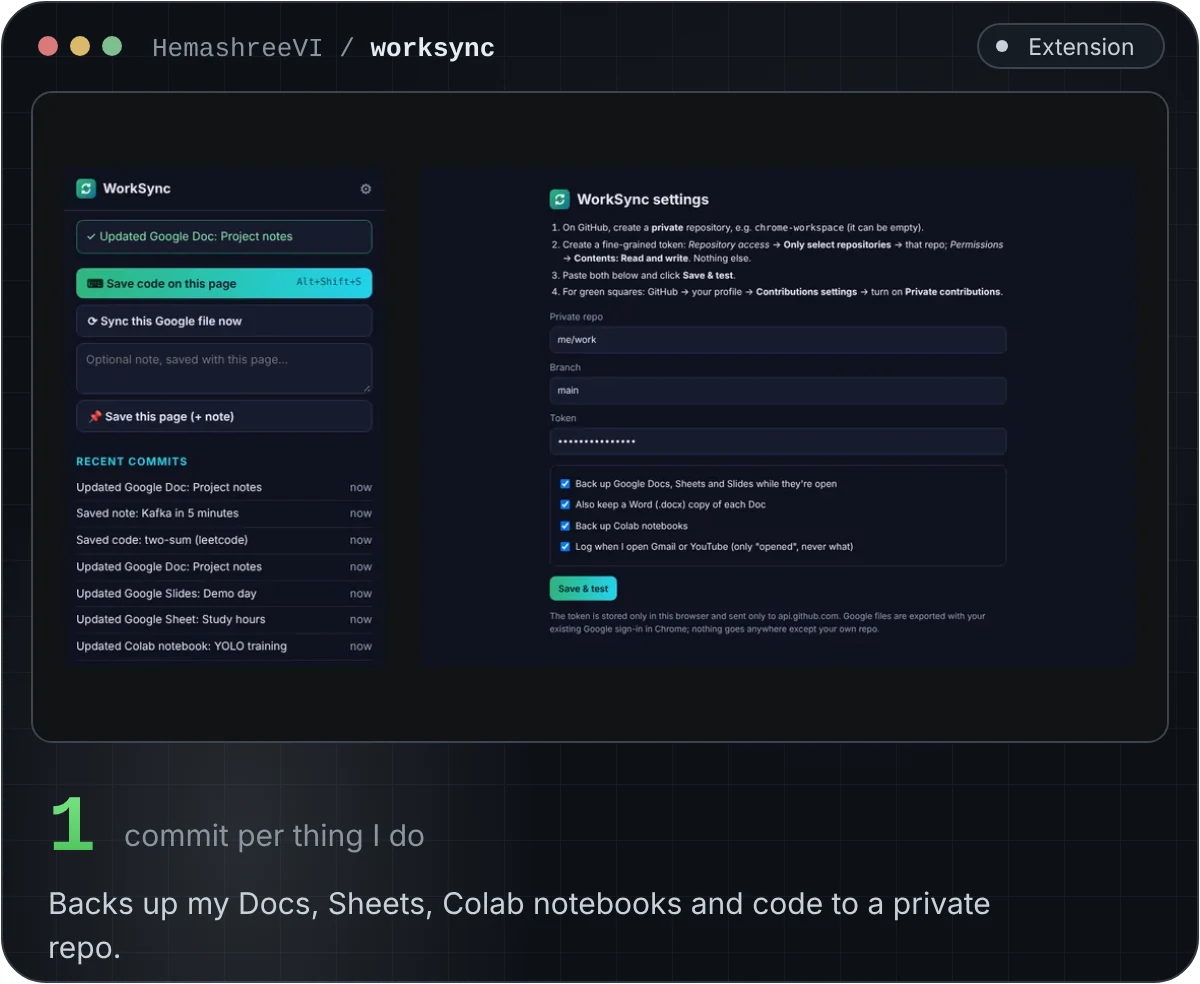 HemashreeVI / worksync
Extension
WorkSync
✓ Updated Google Doc: Project notes
⌨ Save code on this page Alt+Shift+S
⟳ Sync this Google file now
Optional note, saved with this page...
📌 Save this page (+ note)
RECENT COMMITS
Updated Google Doc: Project notes now
Saved note: Kafka in 5 minutes now
Saved code: two-sum (leetcode) now
Updated Google Doc: Project notes now
Updated Google Slides: Demo day now
Updated Google Sheet: Study hours now
Updated Colab notebook: YOLO training now
WorkSync settings
1. On GitHub, create a private repository, e.g. chrome-workspace (it can be empty).
2. Create a fine-grained token: Repository access → Only select repositories → that repo; Permissions
→ Contents: Read and write. Nothing else.
3. Paste both below and click Save & test.
4. For green squares: GitHub → your profile → Contributions settings → turn on Private contributions.
Private repo
me/work
Branch
main
Token
•••••••••••••••
Back up Google Docs, Sheets and Slides while they're open
Also keep a Word (.docx) copy of each Doc
Back up Colab notebooks
Log when I open Gmail or YouTube (only "opened", never what)
Save & test
The token is stored only in this browser and sent only to api.github.com. Google files are exported with your
existing Google sign-in in Chrome; nothing goes anywhere except your own repo.
1 commit per thing I do
Backs up my Docs, Sheets, Colab notebooks and code to a private
repo.